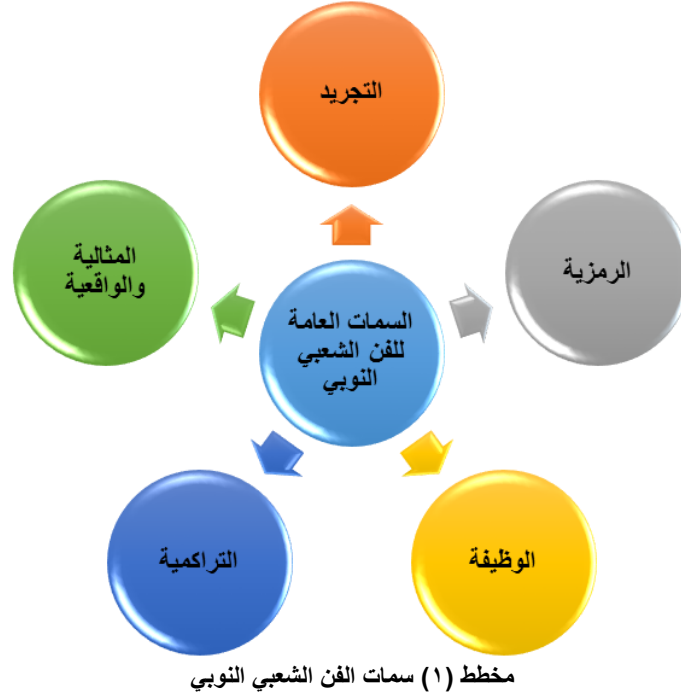 التجريد
المثالية
والواقعية
الرمزية
السمات العامة
للفن الشعبي
النوبي
التراكمية
الوظيفة
مخطط (١) سمات الفن الشعبي النوبي